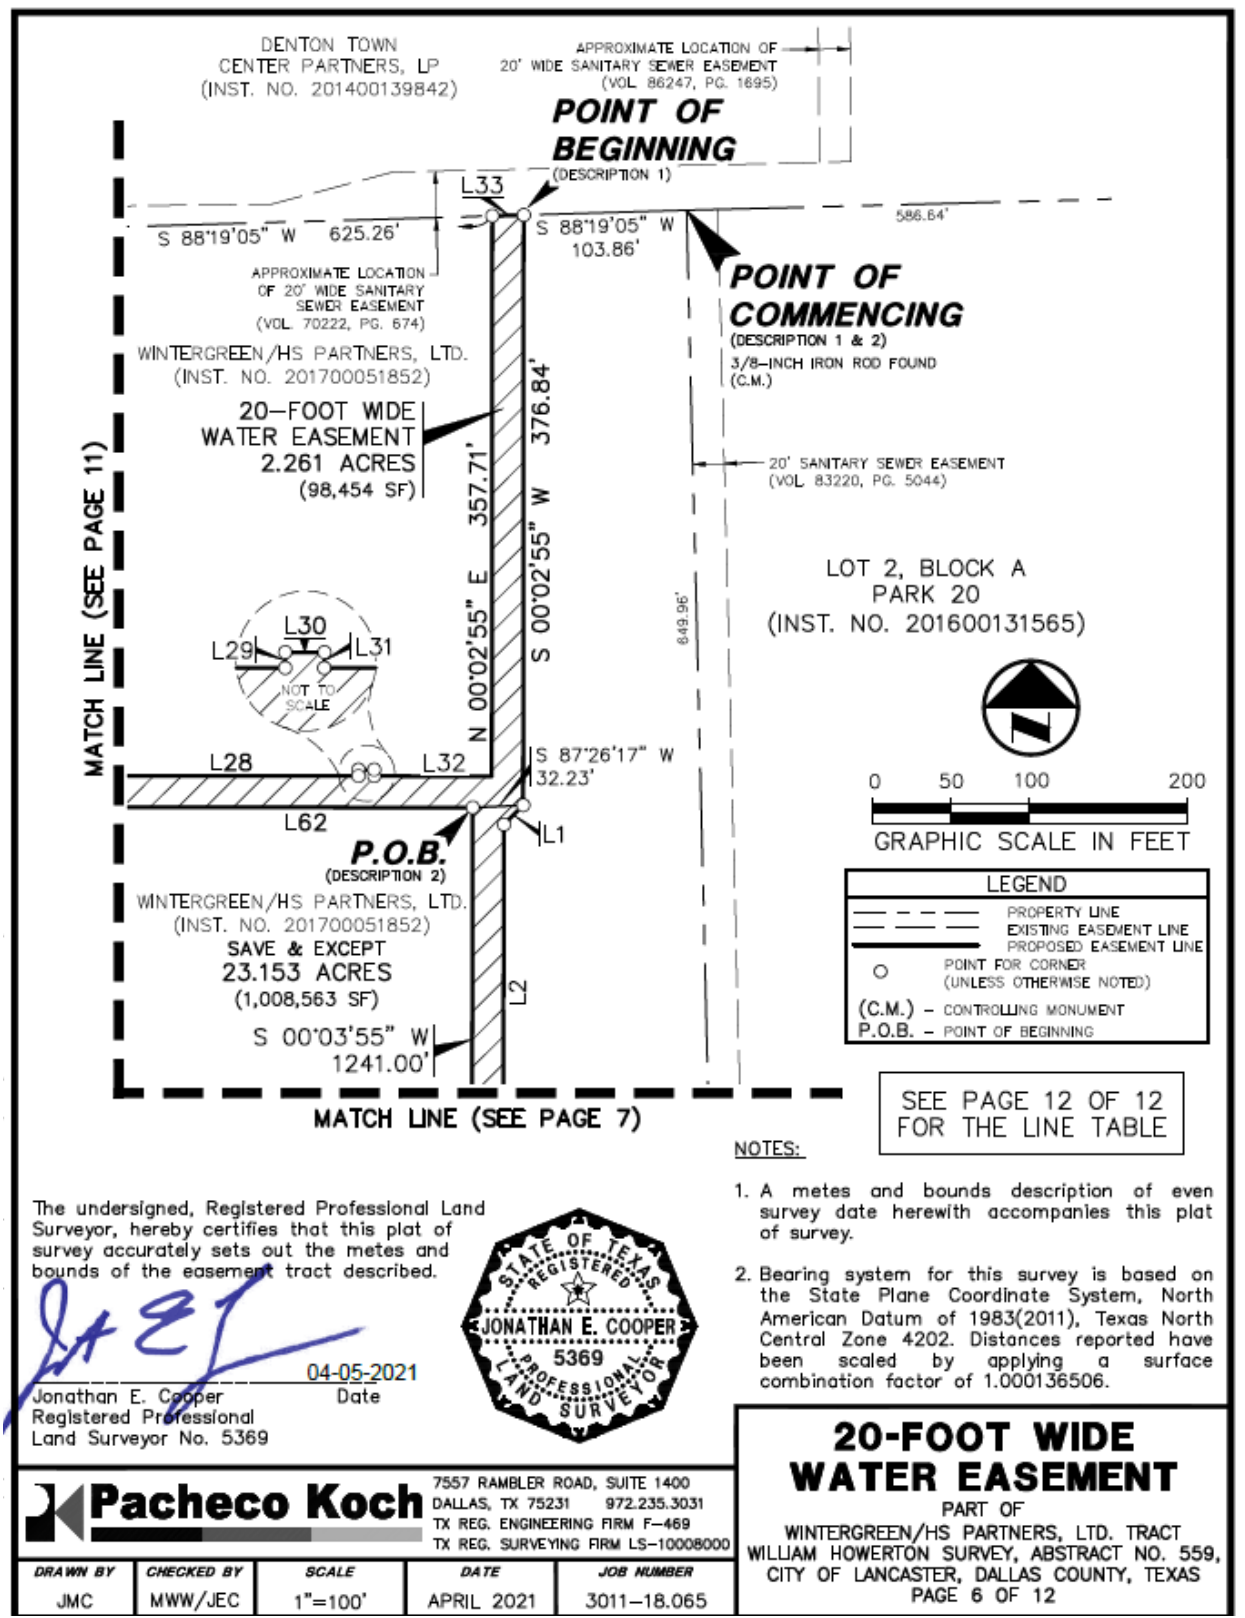 DENTON TOWN
CENTER PARTNERS, LP
(INST. NO. 201400139842)
APPROXIMATE LOCATION OF
20' WIDE SANITARY SEWER EASEMENT
(VOL. 86247, PG. 1695)
POINT OF
BEGINNING
(DESCRIPTION 1)
L33
S 88°19'05" W 625.26'
S 88°19'05" W
103.86'
586.64'
APPROXIMATE LOCATION
OF 20' WIDE SANITARY
SEWER EASEMENT
(VOL. 70222, PG. 674)
POINT OF
COMMENCING
(DESCRIPTION 1 & 2)
3/8-INCH IRON ROD FOUND
(C.M.)
WINTERGREEN/HS PARTNERS, LTD.
(INST. NO. 201700051852)
20-FOOT WIDE
WATER EASEMENT
2.261 ACRES
(98,454 SF)
N 00°02'55" E 357.71'
S 00°02'55" W 376.84'
20' SANITARY SEWER EASEMENT
(VOL. 83220, PG. 5044)
MATCH LINE (SEE PAGE 11)
649.96'
LOT 2, BLOCK A
PARK 20
(INST. NO. 201600131565)
L30
L29
L31
NOT TO
SCALE
N
L28
L32
S 87°26'17" W
32.23'
L62
L1
0 50 100 200
GRAPHIC SCALE IN FEET
P.O.B.
(DESCRIPTION 2)
WINTERGREEN/HS PARTNERS, LTD.
(INST. NO. 201700051852)
SAVE & EXCEPT
23.153 ACRES
(1,008,563 SF)
L2
S 00°03'55" W
1241.00'
LEGEND
PROPERTY LINE
EXISTING EASEMENT LINE
PROPOSED EASEMENT LINE
POINT FOR CORNER
(UNLESS OTHERWISE NOTED)
(C.M.) - CONTROLLING MONUMENT
P.O.B. - POINT OF BEGINNING
MATCH LINE (SEE PAGE 7)
SEE PAGE 12 OF 12
FOR THE LINE TABLE
NOTES:
1. A metes and bounds description of even
survey date herewith accompanies this plat
of survey.
2. Bearing system for this survey is based on
the State Plane Coordinate System, North
American Datum of 1983(2011), Texas North
Central Zone 4202. Distances reported have
been scaled by applying a surface
combination factor of 1.000136506.
The undersigned, Registered Professional Land
Surveyor, hereby certifies that this plat of
survey accurately sets out the metes and
bounds of the easement tract described.
04-05-2021
Jonathan E. Cooper Date
Registered Professional
Land Surveyor No. 5369
STATE OF TEXAS
REGISTERED
JONATHAN E. COOPER
5369
PROFESSIONAL
LAND SURVEYOR
Pacheco Koch
7557 RAMBLER ROAD, SUITE 1400
DALLAS, TX 75231 972.235.3031
TX REG. ENGINEERING FIRM F-469
TX REG. SURVEYING FIRM LS-10008000
DRAWN BY CHECKED BY SCALE DATE JOB NUMBER
JMC MWW/JEC 1"=100' APRIL 2021 3011-18.065
20-FOOT WIDE
WATER EASEMENT
PART OF
WINTERGREEN/HS PARTNERS, LTD. TRACT
WILLIAM HOWERTON SURVEY, ABSTRACT NO. 559,
CITY OF LANCASTER, DALLAS COUNTY, TEXAS
PAGE 6 OF 12